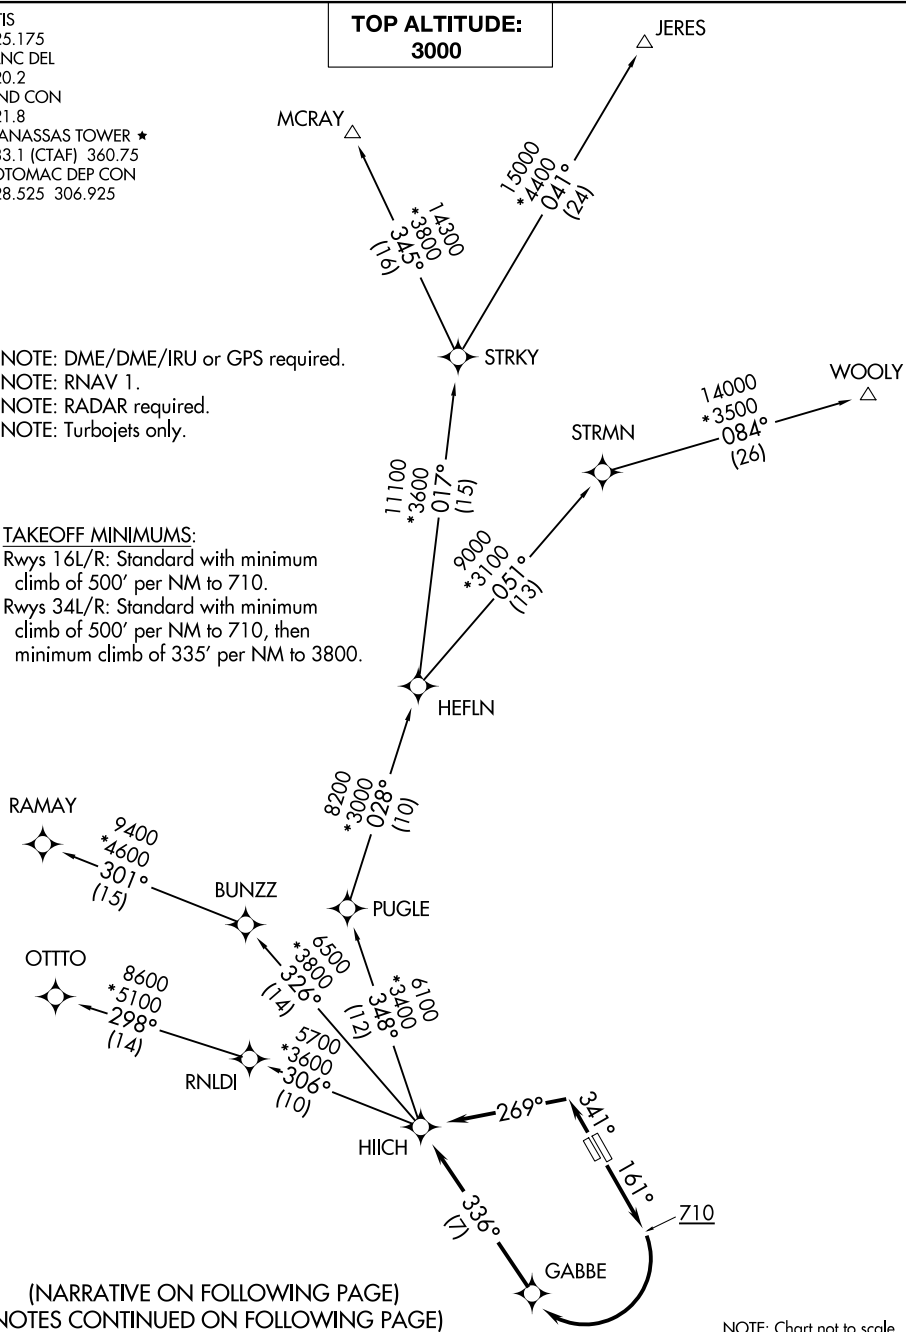 TIS
25.175
NC DEL
20.2
ND CON
21.8
ANASSAS TOWER ★
33.1 (CTAF) 360.75
OTOMAC DEP CON
28.525 306.925
TOP ALTITUDE:
3000
JERES
MCRAY
15000
*4400
041°
(24)
14300
*3800
345°
(16)
NOTE: DME/DME/IRU or GPS required.
NOTE: RNAV 1.
NOTE: RADAR required.
NOTE: Turbojets only.
STRKY
WOOLY
14000
*3500
084°
(26)
STRMN
11100
*3600
017°
(15)
9000
*3100
051°
(13)
TAKEOFF MINIMUMS:
Rwys 16L/R: Standard with minimum
climb of 500' per NM to 710.
Rwys 34L/R: Standard with minimum
climb of 500' per NM to 710, then
minimum climb of 335' per NM to 3800.
HEFLN
8200
*3000
028°
(10)
RAMAY
9400
*4600
301°
(15)
BUNZZ
PUGLE
OTTTO
8600
*5100
298°
(14)
6500
*3800
326°
(14)
6100
*3400
348°
(12)
RNLDI
5700
*3600
306°
(10)
HIICH
269°
341°
161°
710
336°
(7)
GABBE
(NARRATIVE ON FOLLOWING PAGE)
NOTES CONTINUED ON FOLLOWING PAGE)
NOTE: Chart not to scale